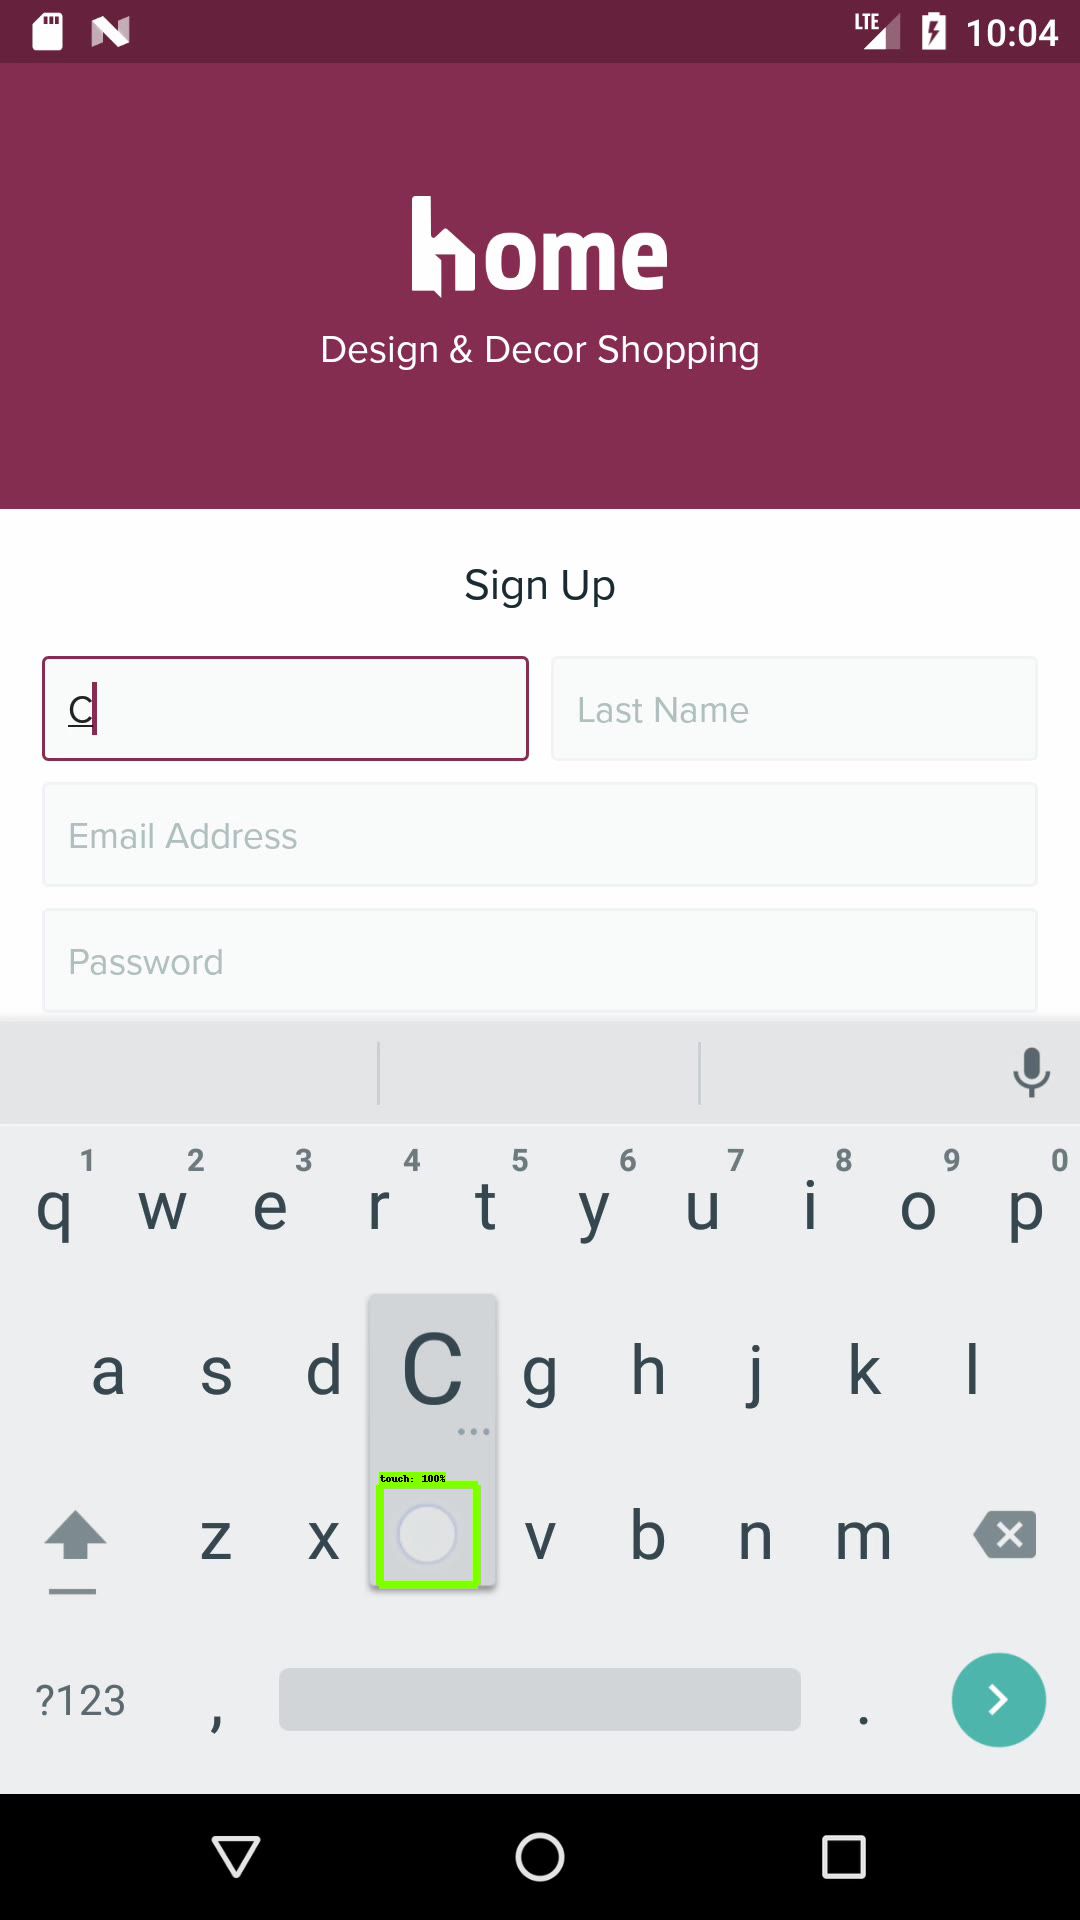 LTE 10:04
home
Design & Decor Shopping
Sign Up
C Last Name
Email Address
Password
1 2 3 4 5 6 7 8 9 0
q w e r t y u i o p
a s d C g h j k l
...
touch: 100%
z x v b n m
?123 , .